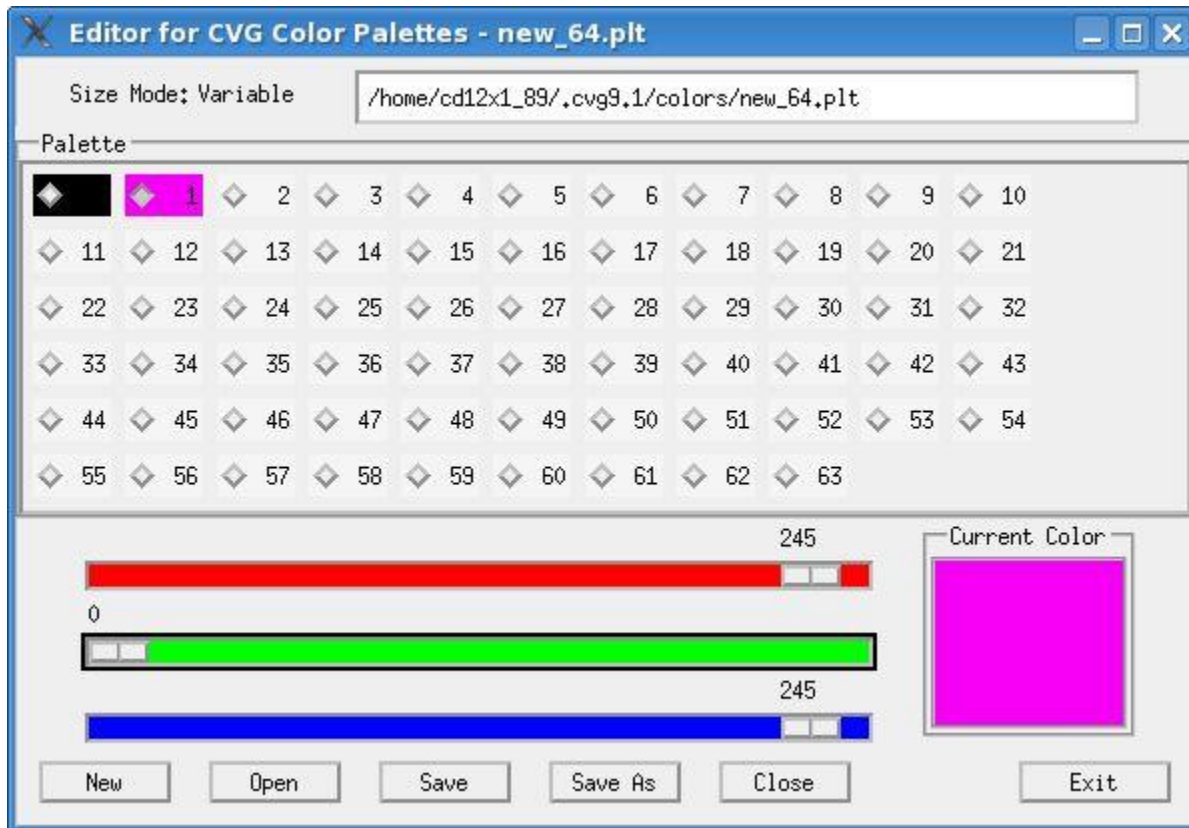 Editor for CVG Color Palettes - new_64.plt
Size Mode: Variable /home/cd12x1_89/.cvg9.1/colors/new_64.plt
Palette
1 2 3 4 5 6 7 8 9 10
11 12 13 14 15 16 17 18 19 20 21
22 23 24 25 26 27 28 29 30 31 32
33 34 35 36 37 38 39 40 41 42 43
44 45 46 47 48 49 50 51 52 53 54
55 56 57 58 59 60 61 62 63
245
Current Color
0
245
New Open Save Save As Close Exit